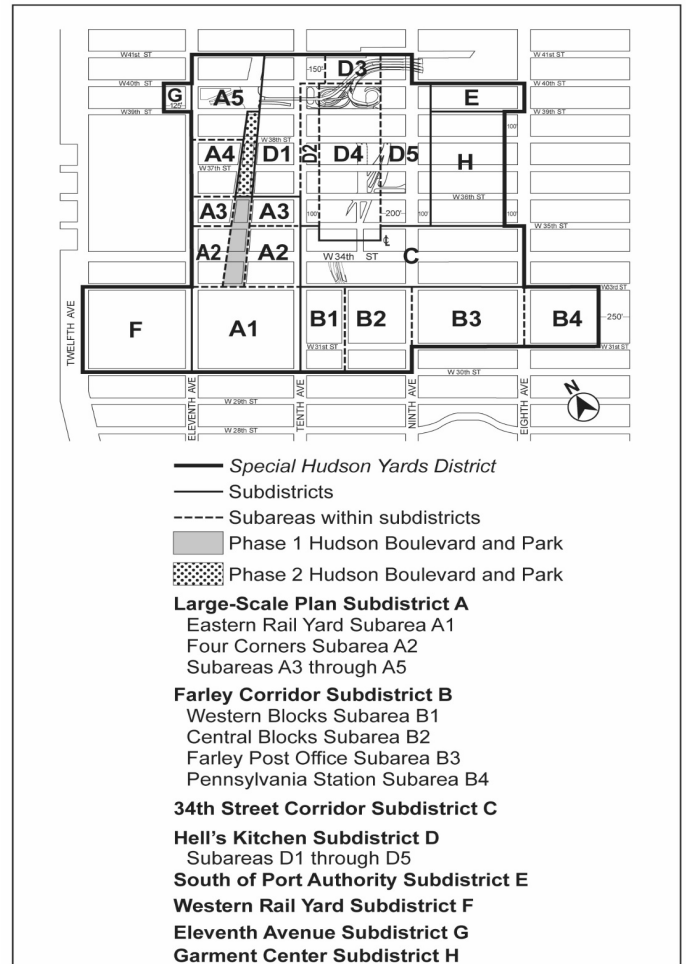 W41st ST
W 41st ST
150'
D3
W40th ST
W 40th ST
G
125'
A5
E
W39th ST
W 39th ST
100'
W38th ST
A4
D1
D2
D4
D5
H
W37th ST
W36th ST
A3
A3
100'
200'
100'
W 35th ST
A2
A2
W 34th ST
C
W33rd ST
F
A1
B1
B2
B3
B4
250'
W31st ST
W 31st ST
W 30th ST
TWELFTH AVE
ELEVENTH AVE
TENTH AVE
NINTH AVE
EIGHTH AVE
N
W 29th ST
W 28th ST
Special Hudson Yards District
Subdistricts
Subareas within subdistricts
Phase 1 Hudson Boulevard and Park
Phase 2 Hudson Boulevard and Park
Large-Scale Plan Subdistrict A
Eastern Rail Yard Subarea A1
Four Corners Subarea A2
Subareas A3 through A5
Farley Corridor Subdistrict B
Western Blocks Subarea B1
Central Blocks Subarea B2
Farley Post Office Subarea B3
Pennsylvania Station Subarea B4
34th Street Corridor Subdistrict C
Hell's Kitchen Subdistrict D
Subareas D1 through D5
South of Port Authority Subdistrict E
Western Rail Yard Subdistrict F
Eleventh Avenue Subdistrict G
Garment Center Subdistrict H